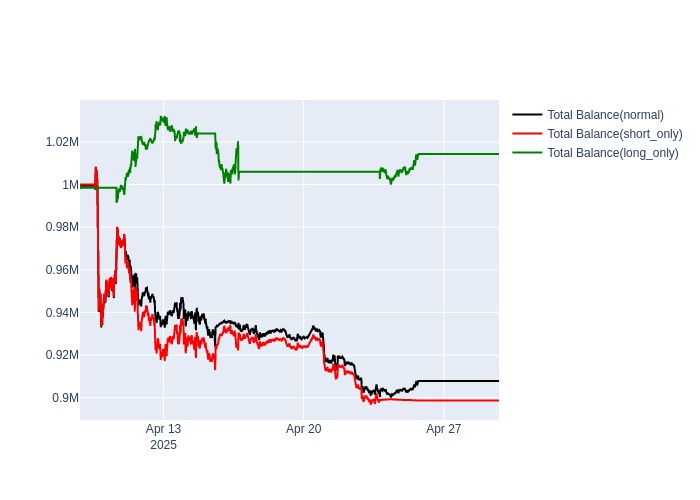 Total Balance(normal)
Total Balance(short_only)
Total Balance(long_only)
1.02M
1M
0.98M
0.96M
0.94M
0.92M
0.9M
Apr 13
2025
Apr 20
Apr 27